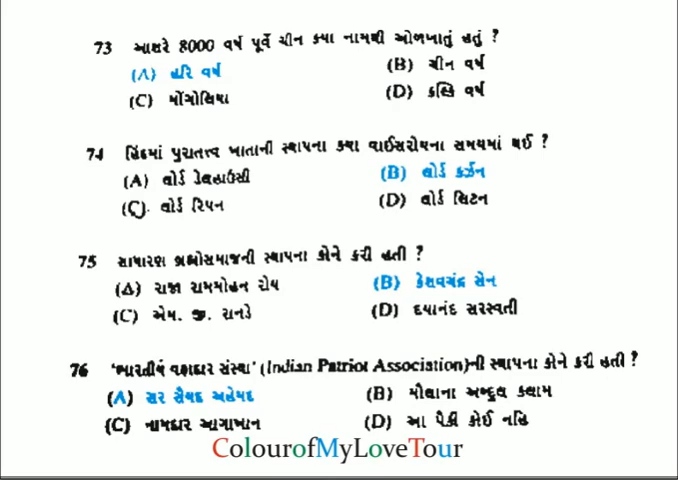 73 આશરે 8000 વર્ષ પૂર્વે ચીન ક્યા નામથી ઓળખાતું હતું ?
(A) હરિ વર્ષ (B) ચીન વર્ષ
(C) મોંગોલિયા (D) કલ્કિ વર્ષ
74 હિંદમાં પુરાતત્વ ખાતાની સ્થાપના ક્યા વાઈસરોયના સમયમાં થઈ ?
(A) લોર્ડ ડેલહાઉસી (B) લોર્ડ કર્ઝન
(C) લોર્ડ રિપન (D) લોર્ડ લિટન
75 સાધારણ બ્રહ્મોસમાજની સ્થાપના કોને કરી હતી ?
(A) રાજા રામમોહન રોય (B) કેશવચંદ્ર સેન
(C) એમ. જી. રાનડે (D) દયાનંદ સરસ્વતી
76 'ભારતીય વફાદાર સંસ્થા' (Indian Patriot Association)ની સ્થાપના કોને કરી હતી ?
(A) સર સૈયદ અહેમદ (B) મૌલાના અબ્દુલ કલામ
(C) નામદાર આગાખાન (D) આ પૈકી કોઈ નહિ
ColourofMyLoveTour